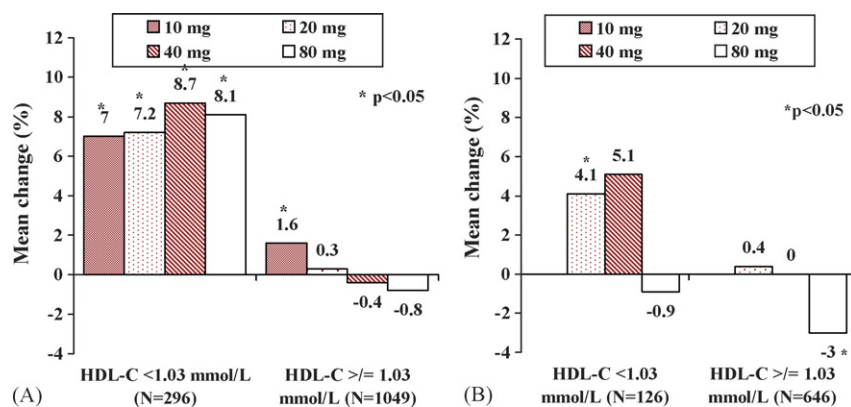 10 mg 20 mg
40 mg 80 mg
* p<0.05
Mean change (%)
12
10
8
6
4
2
0
-2
-4
*
7
*
7.2
*
8.7
*
8.1
*
1.6
0.3
-0.4
-0.8
HDL-C <1.03 mmol/L
(N=296)
HDL-C >/= 1.03
mmol/L (N=1049)
(A)
10 mg 20 mg
40 mg 80 mg
*p<0.05
Mean change (%)
12
10
8
6
4
2
0
-2
-4
*
4.1
5.1
-0.9
0.4
0
-3 *
HDL-C <1.03
mmol/L (N=126)
HDL-C >/= 1.03
mmol/L (N=646)
(B)